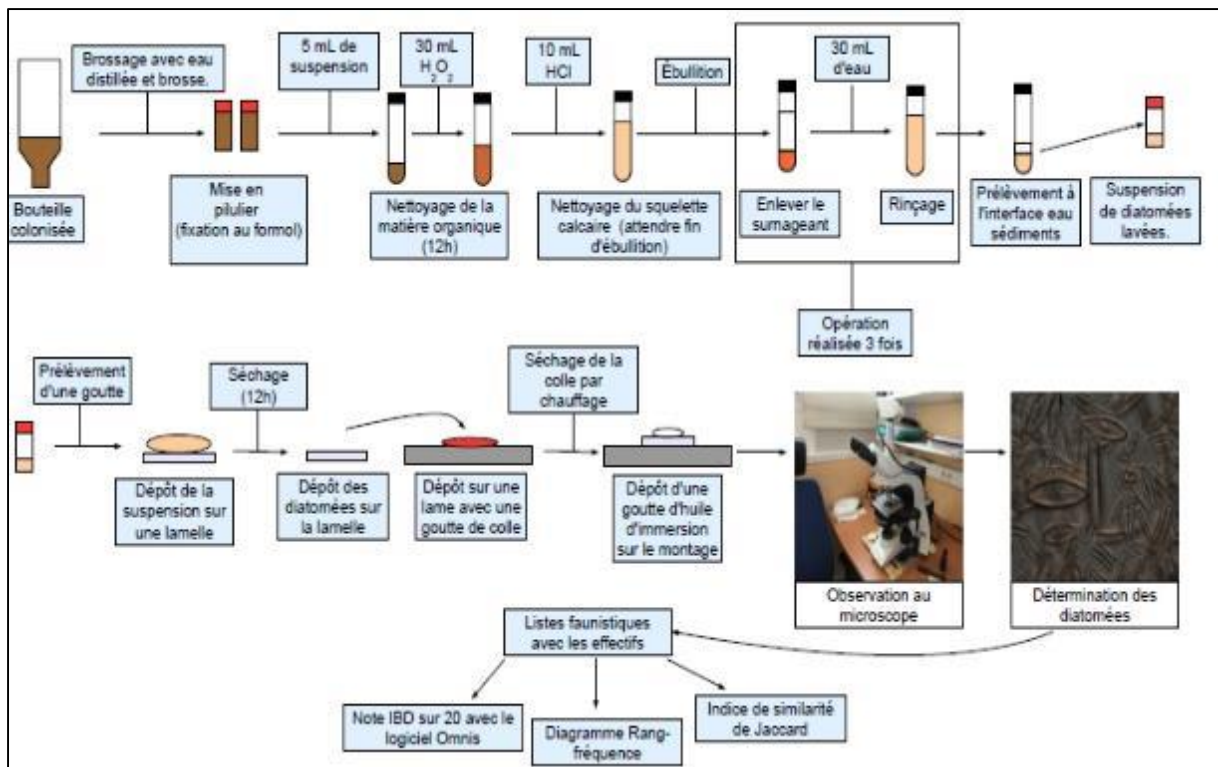 Brossage avec eau
distillée et brosse.
5 mL de
suspension
30 mL
H2O2
10 mL
HCl
Ébullition
30 mL
d'eau
Bouteille
colonisée
Mise en
pilulier
(fixation au formol)
Nettoyage de la
matière organique
(12h)
Nettoyage du squelette
calcaire (attendre fin
d'ébullition)
Enlever le
surnageant
Rinçage
Prélèvement à
l'interface eau
sédiments
Suspension
de diatomées
lavées.
Opération
réalisée 3 fois
Prélèvement
d'une goutte
Séchage
(12h)
Séchage de la
colle par
chauffage
Dépôt de la
suspension sur
une lamelle
Dépôt des
diatomées sur
la lamelle
Dépôt sur une
lame avec une
goutte de colle
Dépôt d'une
goutte d'huile
d'immersion
sur le montage
Observation au
microscope
Détermination des
diatomées
Listes faunistiques
avec les effectifs
Note IBD sur 20 avec le
logiciel Omnis
Diagramme Rang-
fréquence
Indice de similarité
de Jaccard